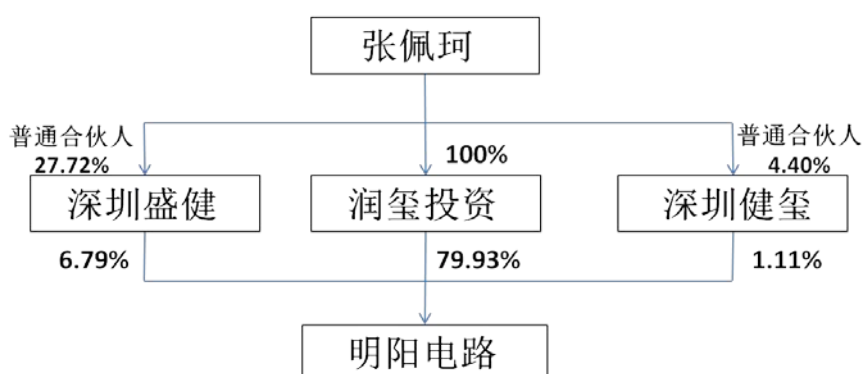 张佩珂
普通合伙人
27.72%
100%
普通合伙人
4.40%
深圳盛健
润玺投资
深圳健玺
6.79%
79.93%
1.11%
明阳电路